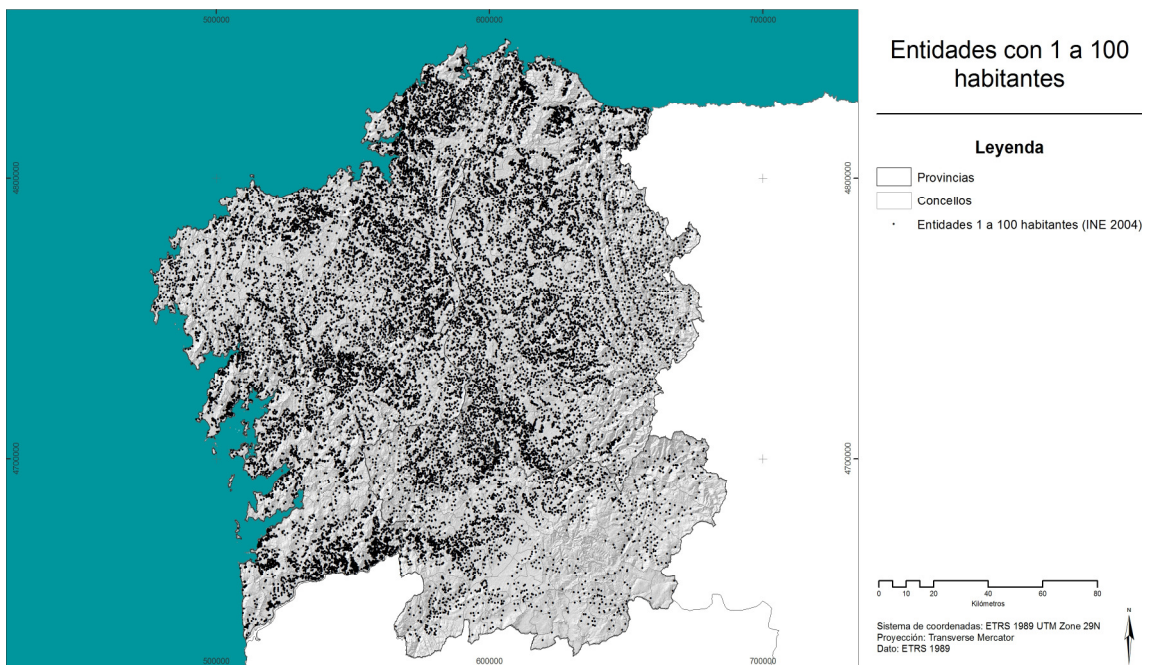 500000
600000
700000
Entidades con 1 a 100
habitantes
Leyenda
Provincias
Concellos
Entidades 1 a 100 habitantes (INE 2004)
4800000
4800000
4700000
4700000
0 10 20 40 60 80
Kilómetros
N
Sistema de coordenadas: ETRS 1989 UTM Zone 29N
Proyección: Transverse Mercator
Dato: ETRS 1989
500000
600000
700000